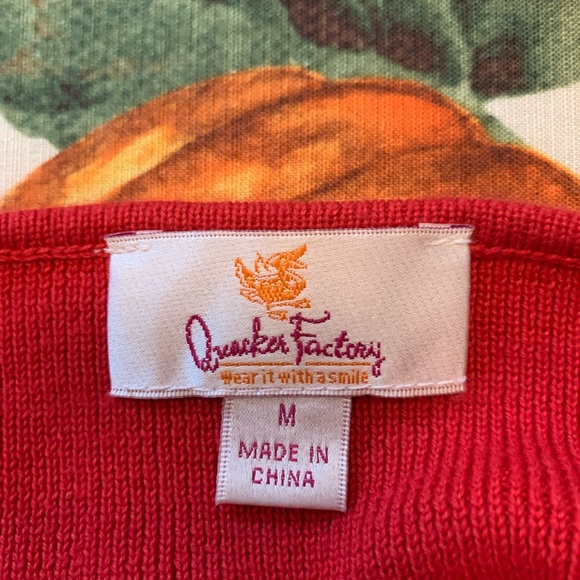 Quacker Factory
Wear it with a smile
M
MADE IN
CHINA